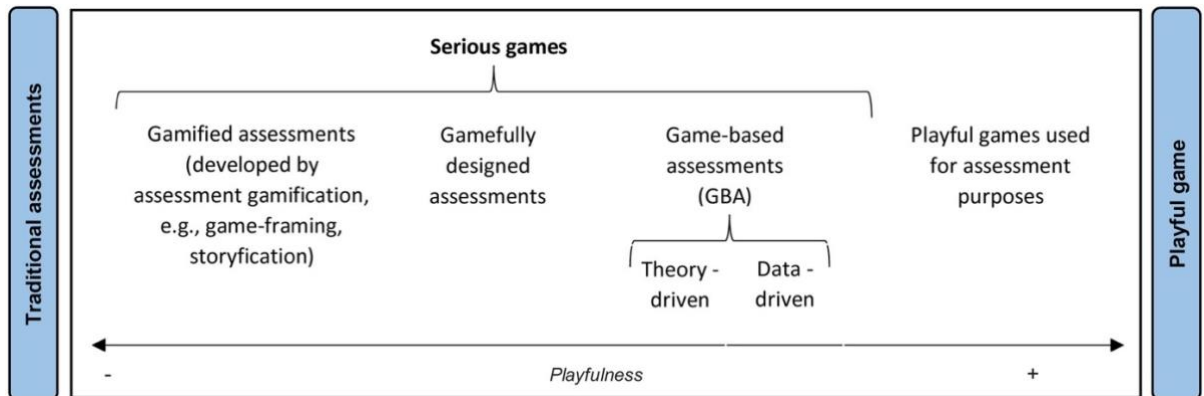 Traditional assessments
Serious games
Gamified assessments
(developed by
assessment gamification,
e.g., game-framing,
storyfication)
Gamefully
designed
assessments
Game-based
assessments
(GBA)
Theory -
driven
Data -
driven
Playful games used
for assessment
purposes
-
Playfulness
+
Playful game